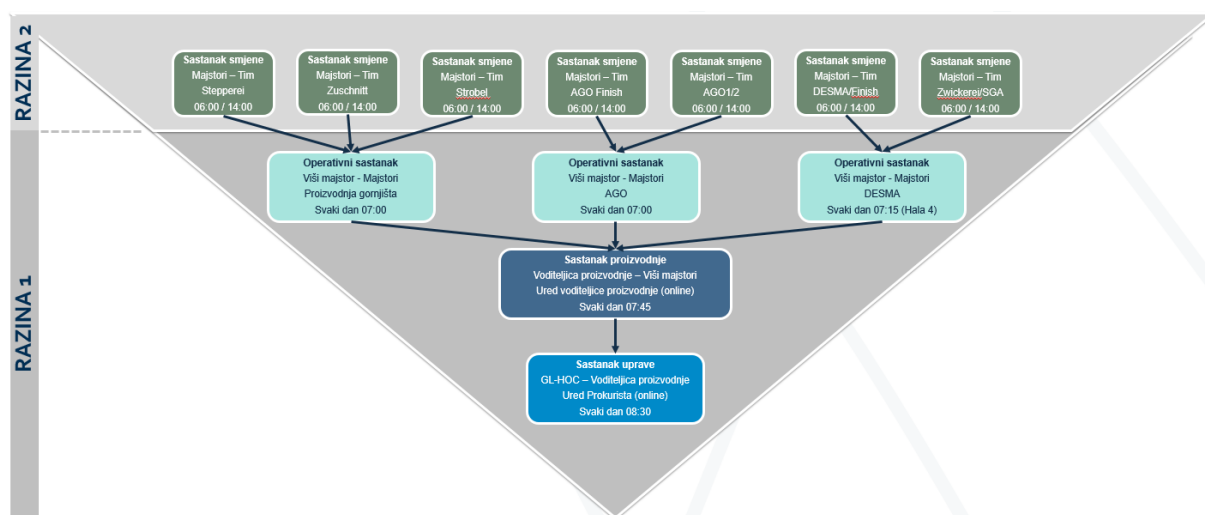 RAZINA 2
Sastanak smjene
Majstori – Tim
Stepperei
06:00 / 14:00
Sastanak smjene
Majstori – Tim
Zuschnitt
06:00 / 14:00
Sastanak smjene
Majstori – Tim
Strobel
06:00 / 14:00
Sastanak smjene
Majstori – Tim
AGO Finish
06:00 / 14:00
Sastanak smjene
Majstori – Tim
AGO1/2
06:00 / 14:00
Sastanak smjene
Majstori – Tim
DESMA/Finish
06:00 / 14:00
Sastanak smjene
Majstori – Tim
Zwickerei/SGA
06:00 / 14:00
RAZINA 1
Operativni sastanak
Viši majstor - Majstori
Proizvodnja gornjišta
Svaki dan 07:00
Operativni sastanak
Viši majstor - Majstori
AGO
Svaki dan 07:00
Operativni sastanak
Viši majstor - Majstori
DESMA
Svaki dan 07:15 (Hala 4)
Sastanak proizvodnje
Voditeljica proizvodnje – Viši majstori
Ured voditeljice proizvodnje (online)
Svaki dan 07:45
Sastanak uprave
GL-HOC – Voditeljica proizvodnje
Ured Prokurista (online)
Svaki dan 08:30